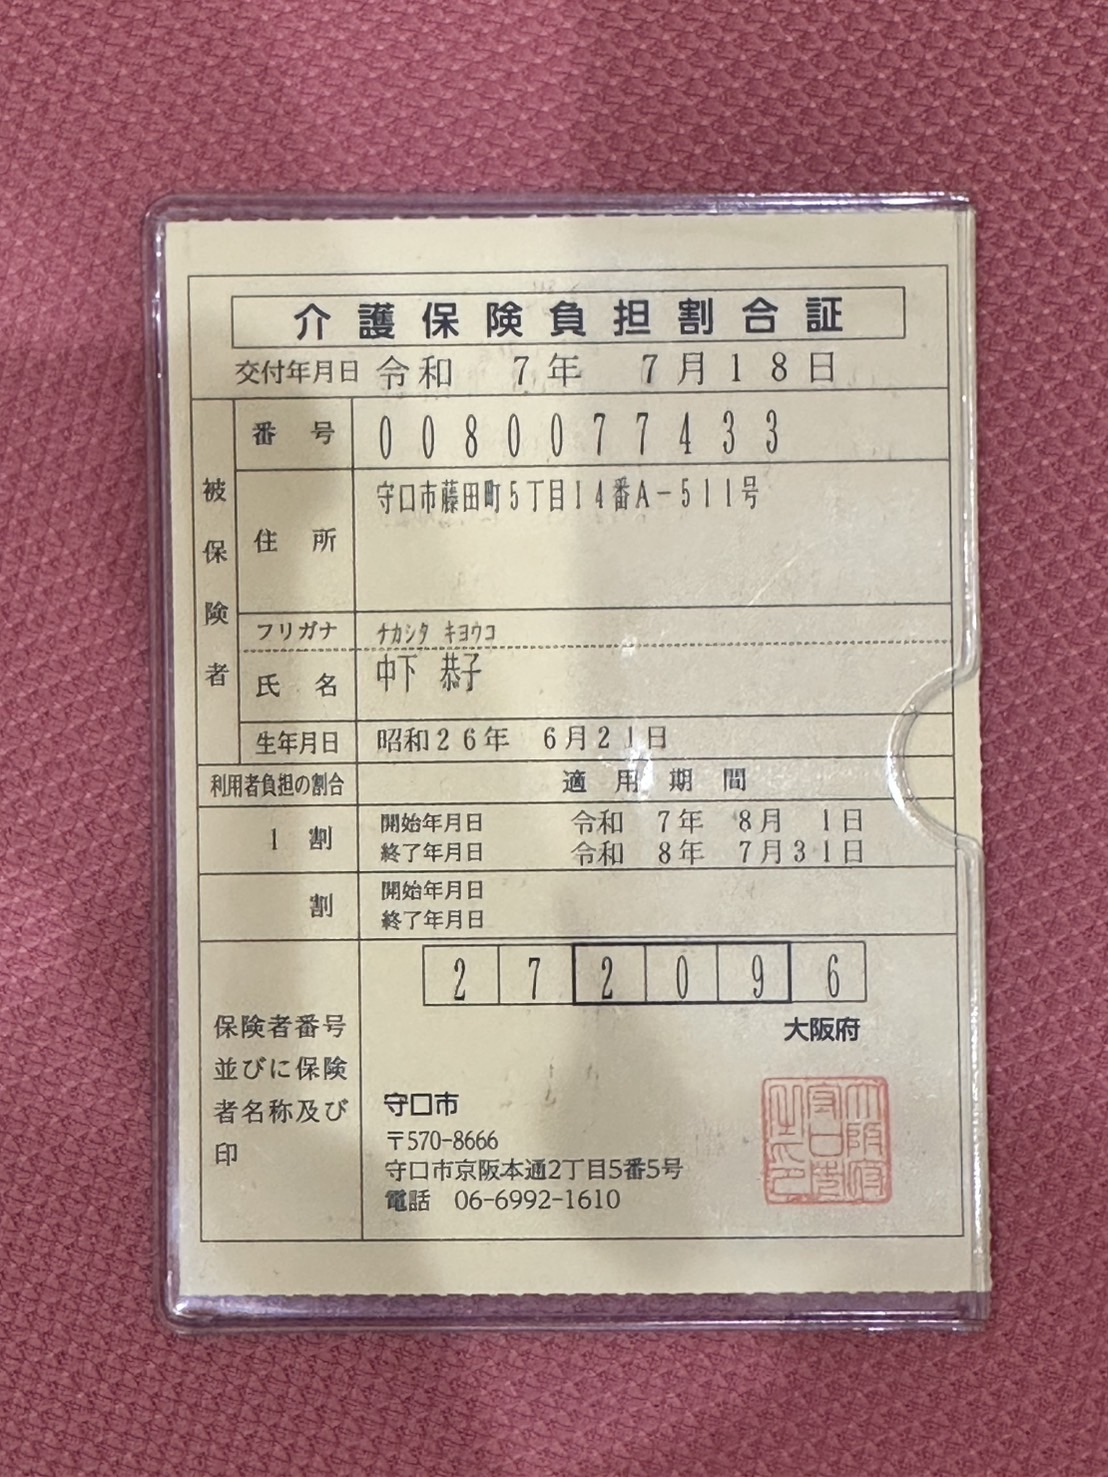 介護保険負担割合証
交付年月日 令和 7年 7月18日
被保険者
番号 0080077433
住所 守口市藤田町5丁目14番A-511号
フリガナ チカシタ キヨウコ
氏名 中下 恭子
生年月日 昭和26年 6月21日
利用者負担の割合 適用期間
1割 開始年月日 令和 7年 8月 1日
終了年月日 令和 8年 7月31日
割 開始年月日
終了年月日
272096
大阪府
保険者番号
並びに保険
者名称及び
印
守口市
〒570-8666
守口市京阪本通2丁目5番5号
電話 06-6992-1610